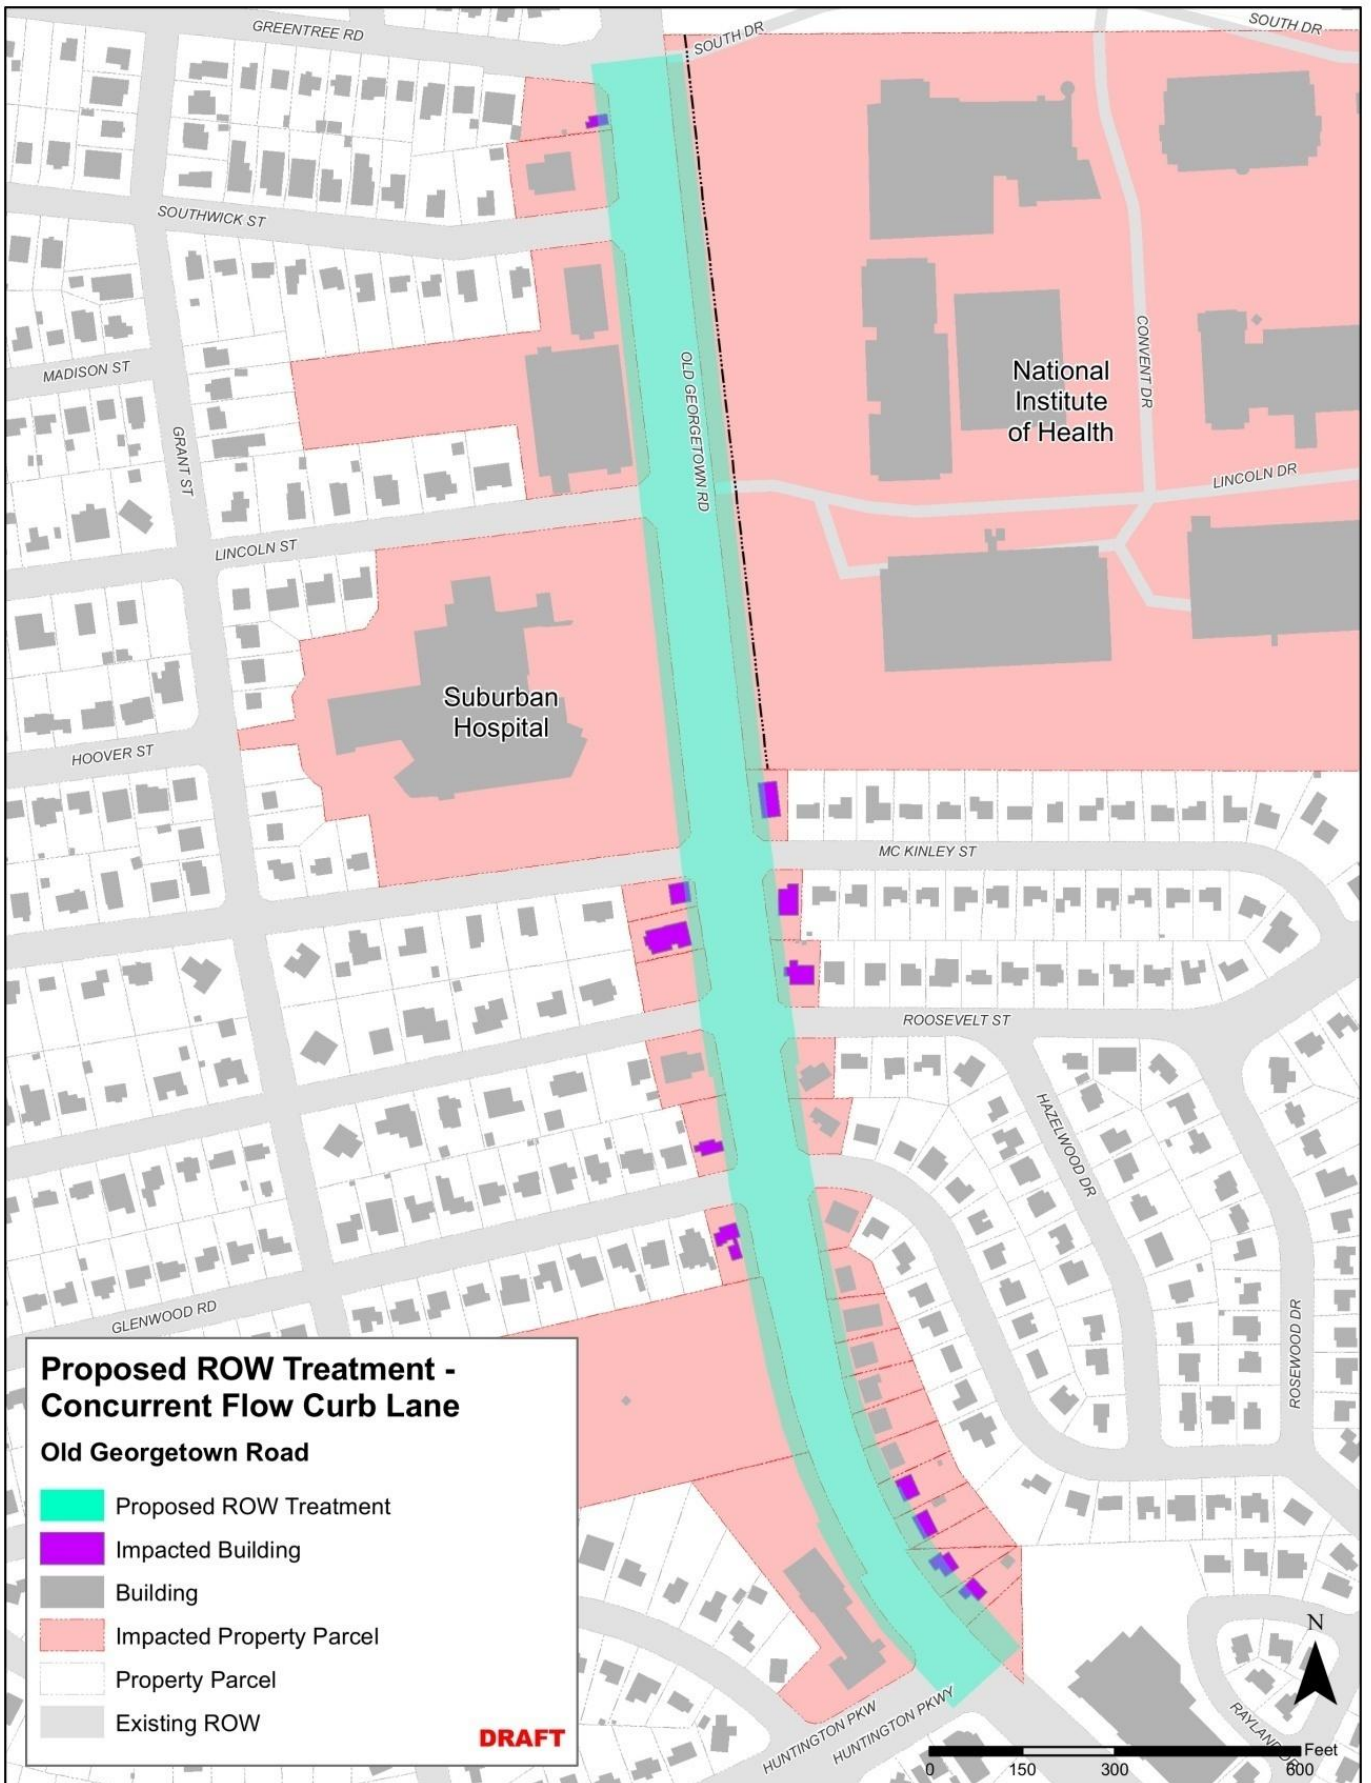 GREENTREE RD
SOUTH DR
SOUTH DR
SOUTHWICK ST
MADISON ST
GRANT ST
OLD GEORGETOWN RD
CONVENT DR
National
Institute
of Health
LINCOLN DR
LINCOLN ST
Suburban
Hospital
HOOVER ST
MC KINLEY ST
ROOSEVELT ST
HAZELWOOD DR
ROSEWOOD DR
GLENWOOD RD
Proposed ROW Treatment -
Concurrent Flow Curb Lane
Old Georgetown Road
Proposed ROW Treatment
Impacted Building
Building
Impacted Property Parcel
Property Parcel
Existing ROW
DRAFT
HUNTINGTON PKW
HUNTINGTON PKWY
N
Feet
0 150 300 600